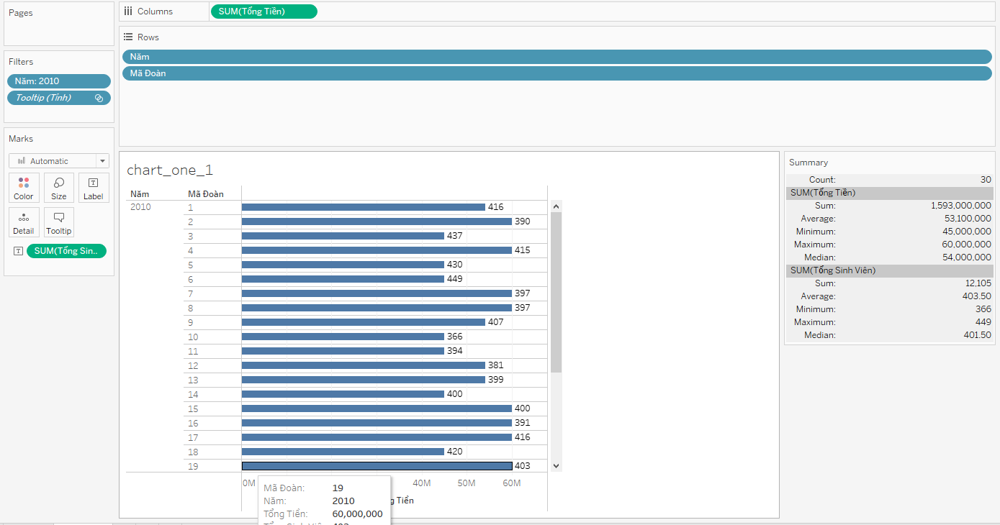 Pages
Columns
SUM(Tổng Tiền)
Rows
Năm
Mã Đoàn
Filters
Năm: 2010
Tooltip (Tỉnh)
Marks
Automatic
Color
Size
Label
Detail
Tooltip
SUM(Tổng Sin..
chart_one_1
Năm
Mã Đoàn
2010
1 416
2 390
3 437
4 415
5 430
6 449
7 397
8 397
9 407
10 366
11 394
12 381
13 399
14 400
15 400
16 391
17 416
18 420
19 403
0M
40M
50M
60M
g Tiền
Mã Đoàn: 19
Năm: 2010
Tổng Tiền: 60,000,000
Summary
Count: 30
SUM(Tổng Tiền)
Sum: 1,593,000,000
Average: 53,100,000
Minimum: 45,000,000
Maximum: 60,000,000
Median: 54,000,000
SUM(Tổng Sinh Viên)
Sum: 12,105
Average: 403.50
Minimum: 366
Maximum: 449
Median: 401.50